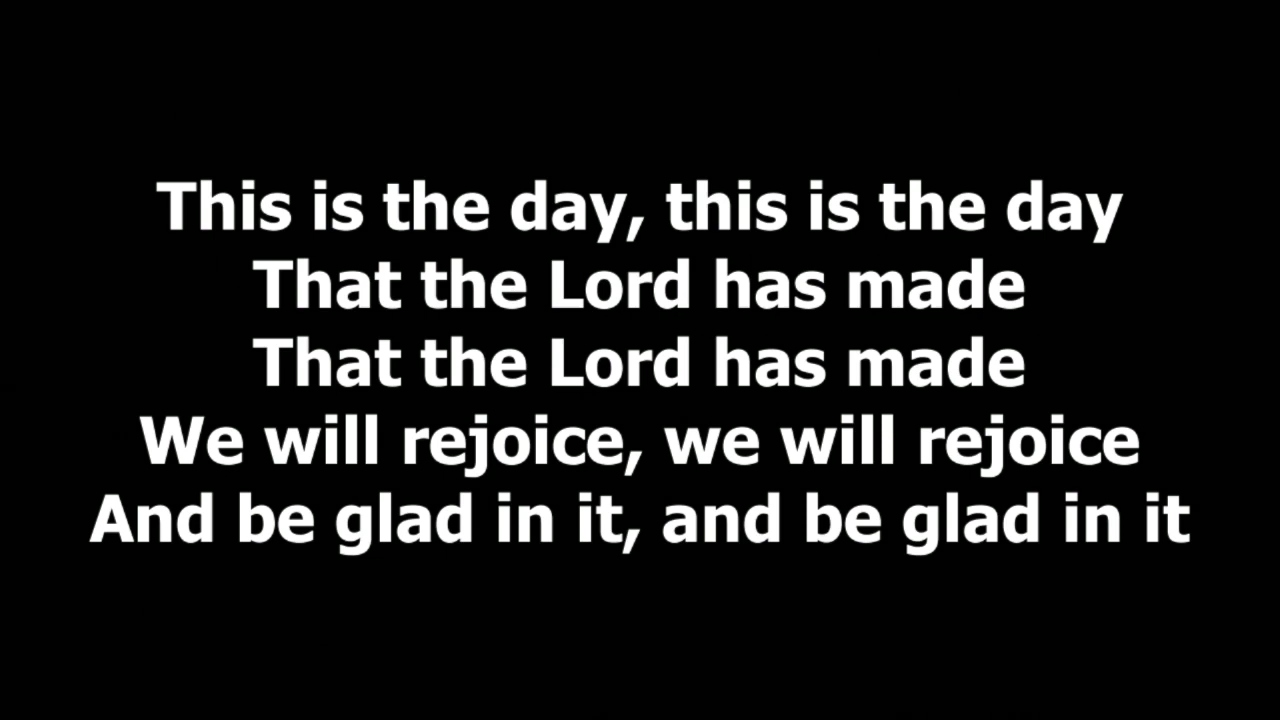 This is the day, this is the day
That the Lord has made
That the Lord has made
We will rejoice, we will rejoice
And be glad in it, and be glad in it